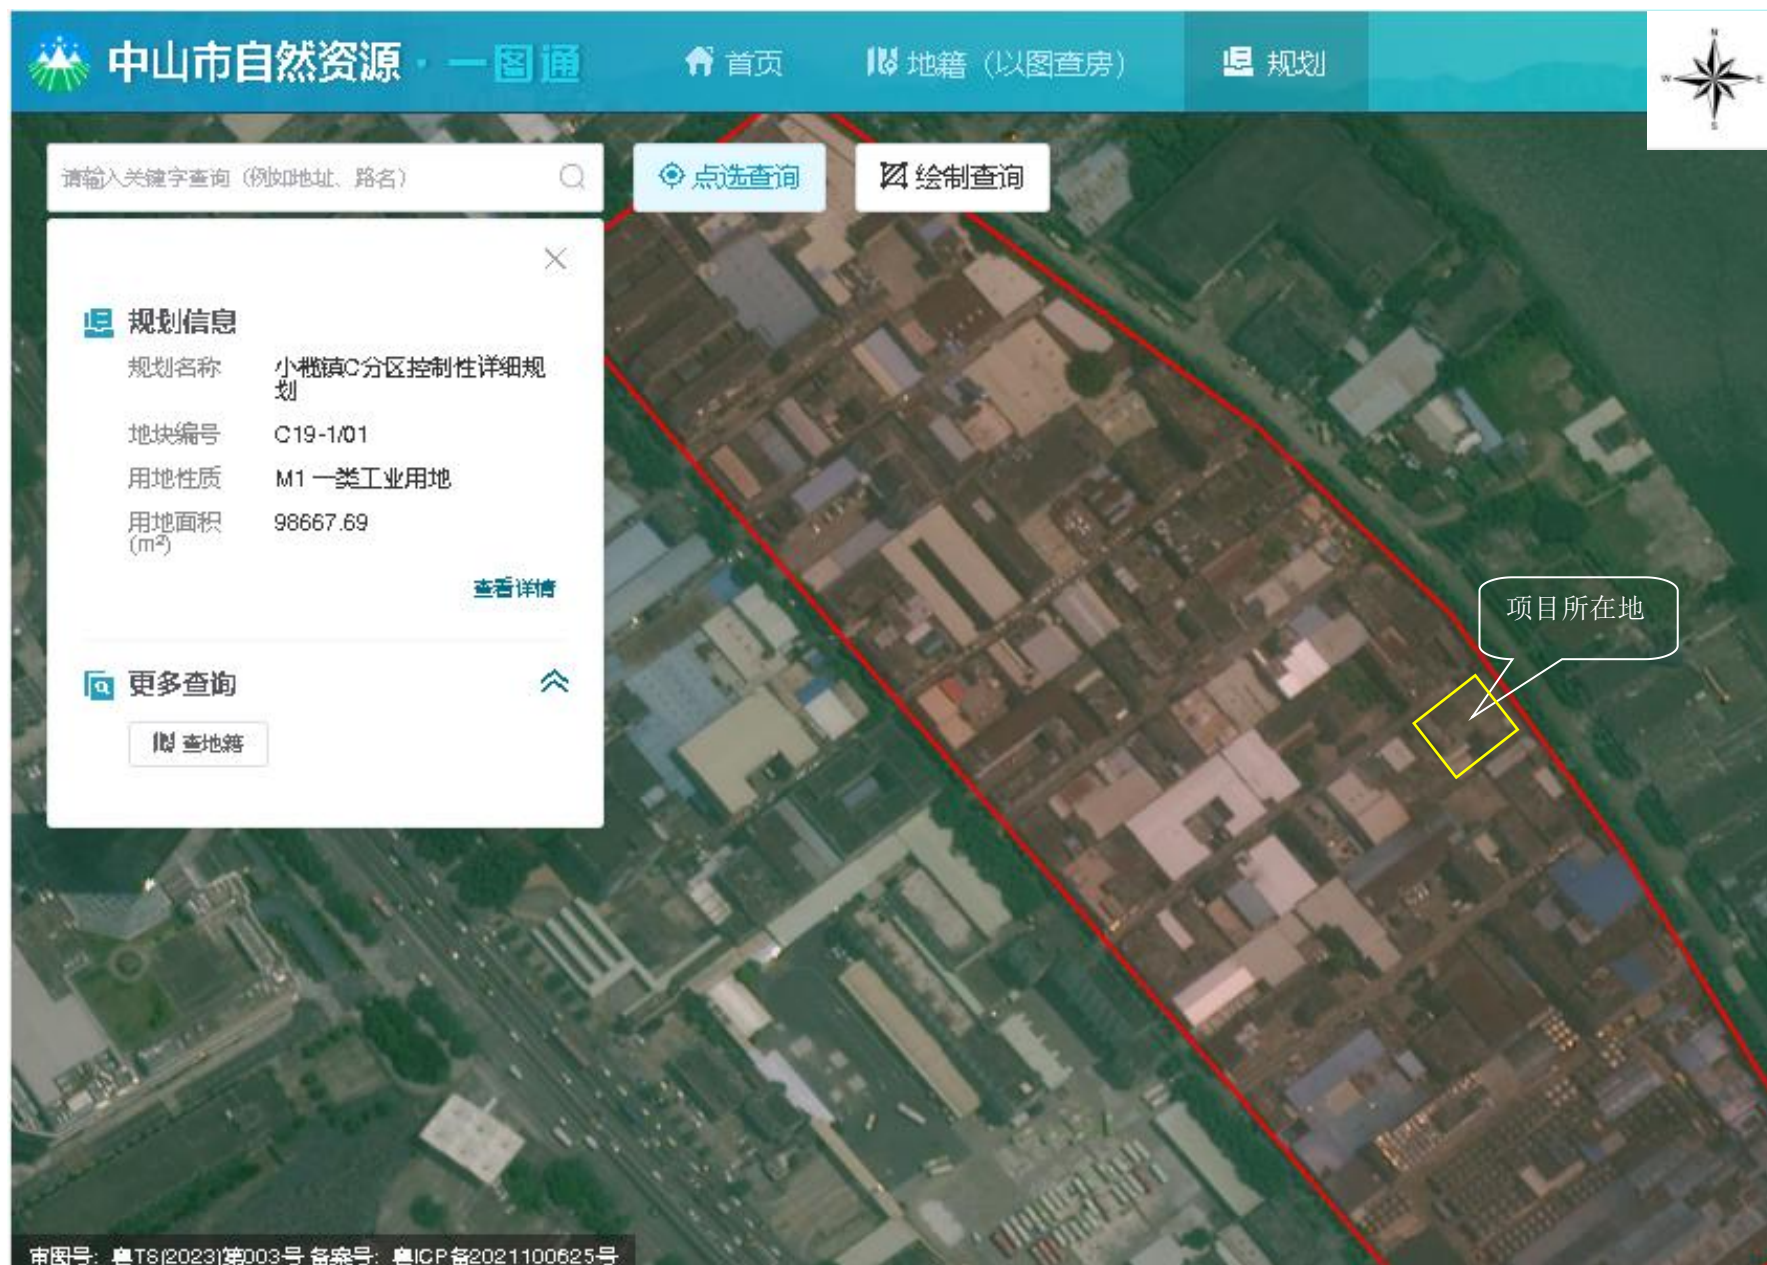 中山市自然资源·一图通
首页
地籍（以图查房）
规划
N
W
E
S
请输入关键字查询（例如地址、路名）
点选查询
绘制查询
规划信息
规划名称 小榄镇C分区控制性详细规
划
地块编号 C19-1/01
用地性质 M1 一类工业用地
用地面积 98667.69
(m²)
查看详情
项目所在地
更多查询
查地籍
审图号：粤TS(2023)第003号 备案号：粤ICP备2021100625号